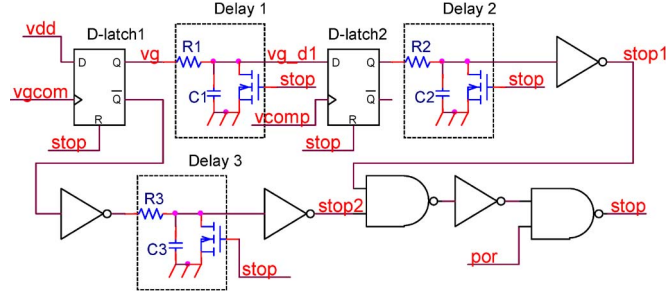 D-latch1
Delay 1
D-latch2
Delay 2
vdd
vg
R1
vg_d1
R2
stop1
D
Q
D
Q
stop
stop
vgcom
C1
C2
Q
Q
R
vcomp
R
stop
stop
Delay 3
R3
stop2
stop
C3
stop
por